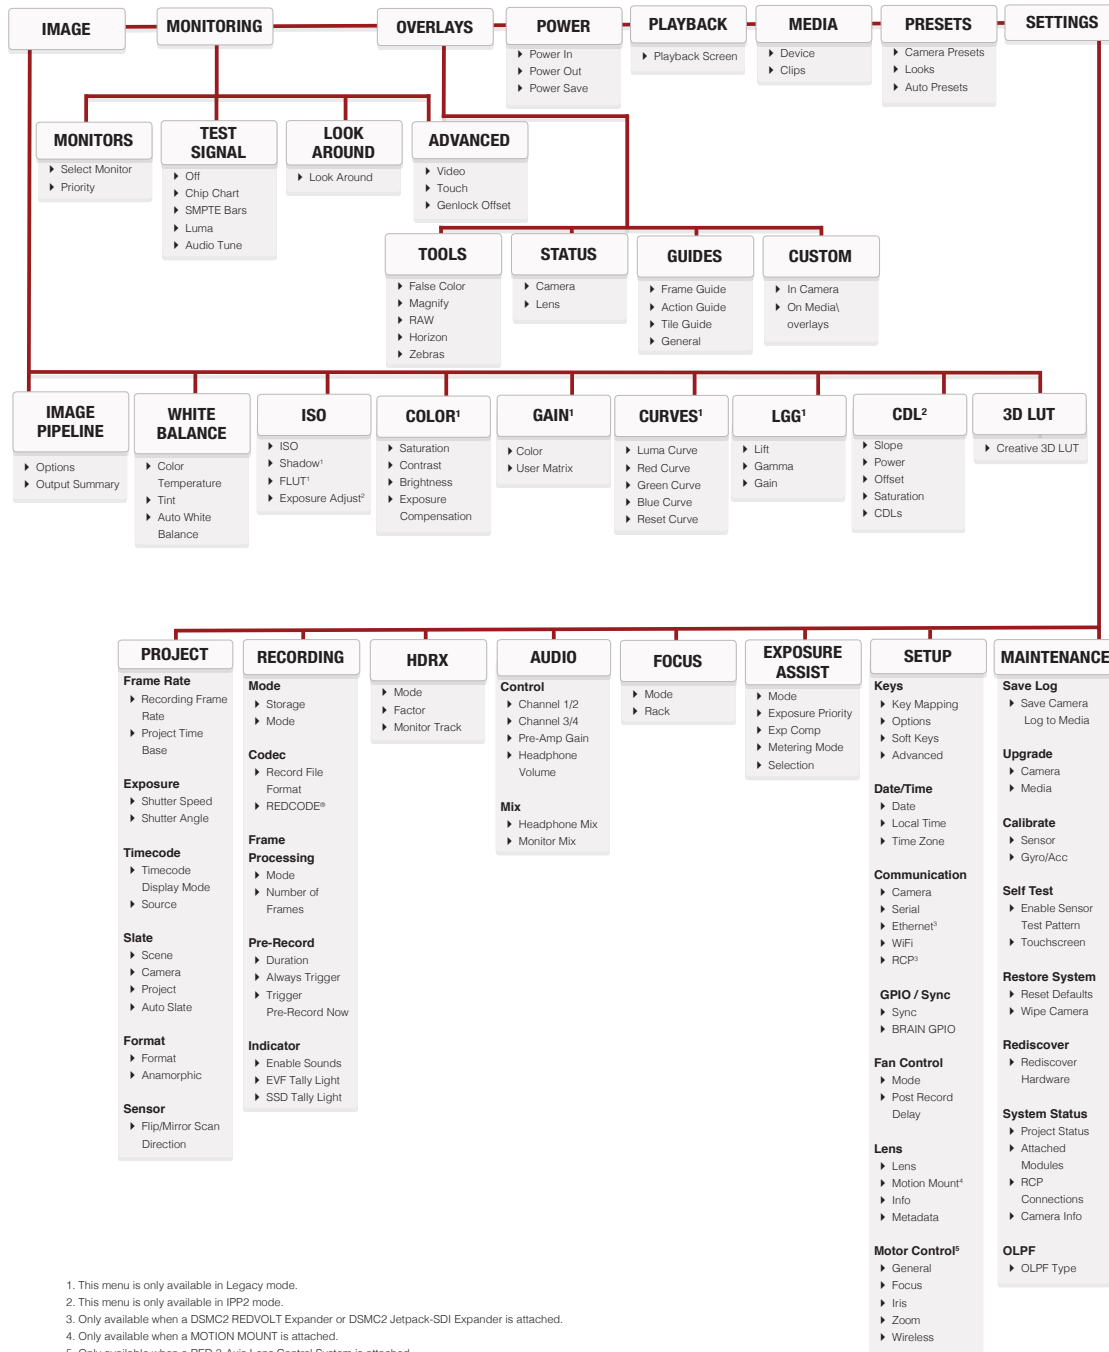 IMAGE
MONITORING
OVERLAYS
POWER
Power In
Power Out
Power Save
PLAYBACK
Playback Screen
MEDIA
Device
Clips
PRESETS
Camera Presets
Looks
Auto Presets
SETTINGS
MONITORS
Select Monitor
Priority
TEST
SIGNAL
Off
Chip Chart
SMPTE Bars
Luma
Audio Tune
LOOK
AROUND
Look Around
ADVANCED
Video
Touch
Genlock Offset
TOOLS
False Color
Magnify
RAW
Horizon
Zebras
STATUS
Camera
Lens
GUIDES
Frame Guide
Action Guide
Tile Guide
General
CUSTOM
In Camera
On Media\
overlays
IMAGE
PIPELINE
Options
Output Summary
WHITE
BALANCE
Color
Temperature
Tint
Auto White
Balance
ISO
ISO
Shadow¹
FLUT¹
Exposure Adjust²
COLOR¹
Saturation
Contrast
Brightness
Exposure
Compensation
GAIN¹
Color
User Matrix
CURVES¹
Luma Curve
Red Curve
Green Curve
Blue Curve
Reset Curve
LGG¹
Lift
Gamma
Gain
CDL²
Slope
Power
Offset
Saturation
CDLs
3D LUT
Creative 3D LUT
PROJECT
Frame Rate
Recording Frame
Rate
Project Time
Base
Exposure
Shutter Speed
Shutter Angle
Timecode
Timecode
Display Mode
Source
Slate
Scene
Camera
Project
Auto Slate
Format
Format
Anamorphic
Sensor
Flip/Mirror Scan
Direction
RECORDING
Mode
Storage
Mode
Codec
Record File
Format
REDCODE®
Frame
Processing
Mode
Number of
Frames
Pre-Record
Duration
Always Trigger
Trigger
Pre-Record Now
Indicator
Enable Sounds
EVF Tally Light
SSD Tally Light
HDRX
Mode
Factor
Monitor Track
AUDIO
Control
Channel 1/2
Channel 3/4
Pre-Amp Gain
Headphone
Volume
Mix
Headphone Mix
Monitor Mix
FOCUS
Mode
Rack
EXPOSURE
ASSIST
Mode
Exposure Priority
Exp Comp
Metering Mode
Selection
SETUP
Keys
Key Mapping
Options
Soft Keys
Advanced
Date/Time
Date
Local Time
Time Zone
Communication
Camera
Serial
Ethernet³
WiFi
RCP³
GPIO / Sync
Sync
BRAIN GPIO
Fan Control
Mode
Post Record
Delay
Lens
Lens
Motion Mount⁴
Info
Metadata
Motor Control⁵
General
Focus
Iris
Zoom
Wireless
MAINTENANCE
Save Log
Save Camera
Log to Media
Upgrade
Camera
Media
Calibrate
Sensor
Gyro/Acc
Self Test
Enable Sensor
Test Pattern
Touchscreen
Restore System
Reset Defaults
Wipe Camera
Rediscover
Rediscover
Hardware
System Status
Project Status
Attached
Modules
RCP
Connections
Camera Info
OLPF
OLPF Type
1. This menu is only available in Legacy mode.
2. This menu is only available in IPP2 mode.
3. Only available when a DSMC2 REDVOLT Expander or DSMC2 Jetpack-SDI Expander is attached.
4. Only available when a MOTION MOUNT is attached.
5. Only available when a RED 3-Axis Lens Control System is attached.